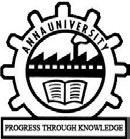 ANNA UNIVERSITY
PROGRESS THROUGH KNOWLEDGE